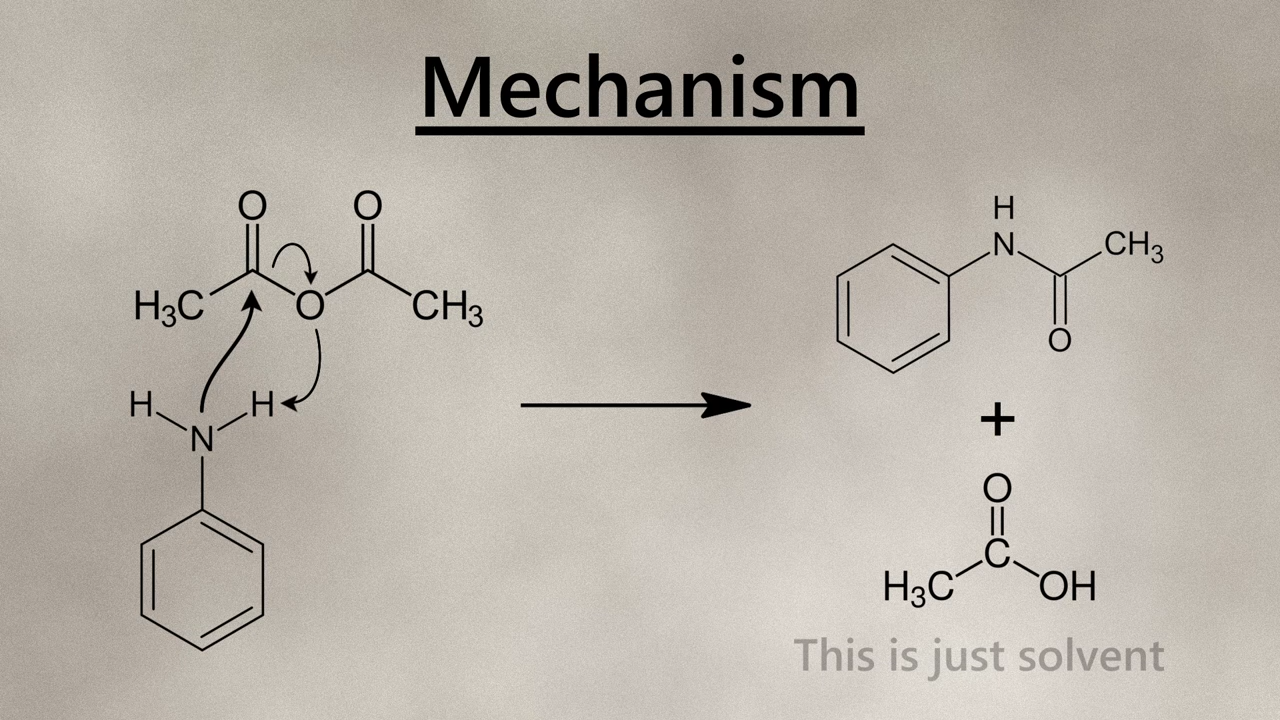 Mechanism
O O
H₃C O CH₃
H H
N
H
N CH₃
O
+
O
C
H₃C OH
This is just solvent